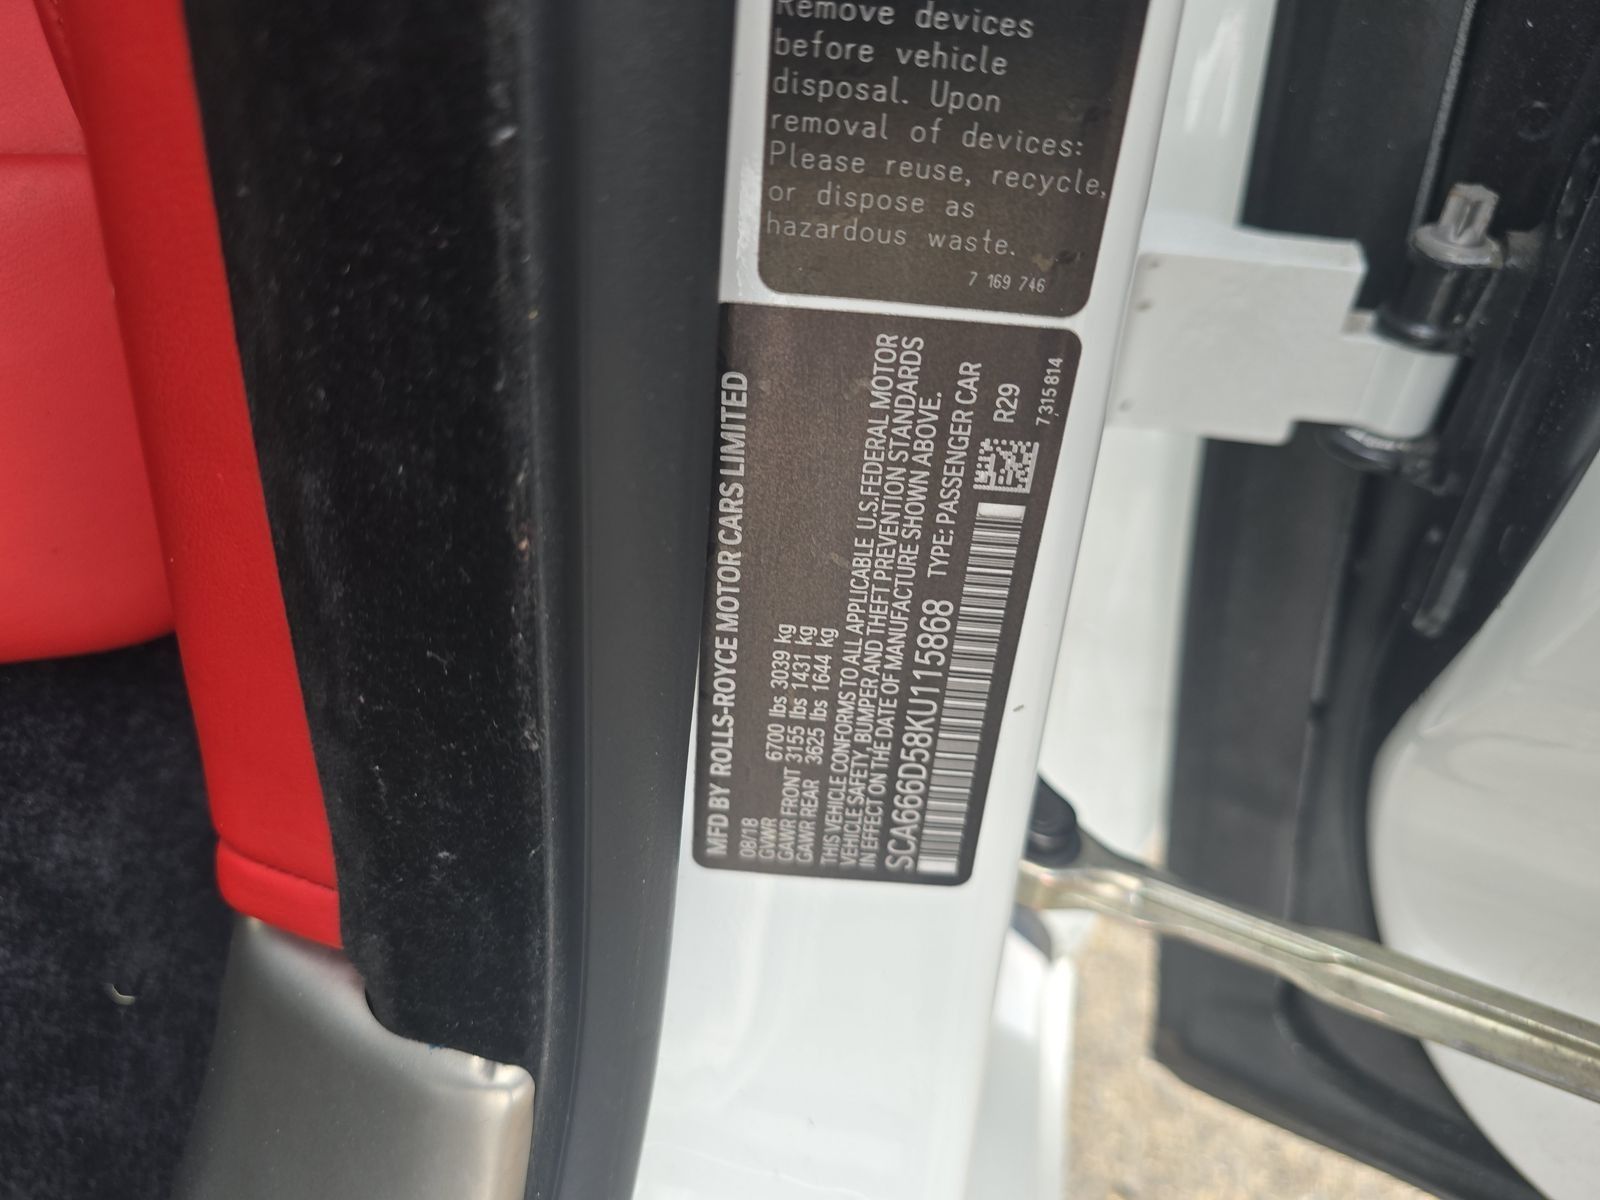 Remove devices
before vehicle
disposal. Upon
removal of devices:
Please reuse, recycle,
or dispose as
hazardous waste.
7 169 746
MFD BY ROLLS-ROYCE MOTOR CARS LIMITED
08/18
GVWR 6700 lbs 3039 kg
GAWR FRONT 3155 lbs 1431 kg
GAWR REAR 3625 lbs 1644 kg
THIS VEHICLE CONFORMS TO ALL APPLICABLE U.S.FEDERAL MOTOR
VEHICLE SAFETY, BUMPER AND THEFT PREVENTION STANDARDS
IN EFFECT ON THE DATE OF MANUFACTURE SHOWN ABOVE.
SCA666D58KU115868 TYPE: PASSENGER CAR
R29
7 315 814